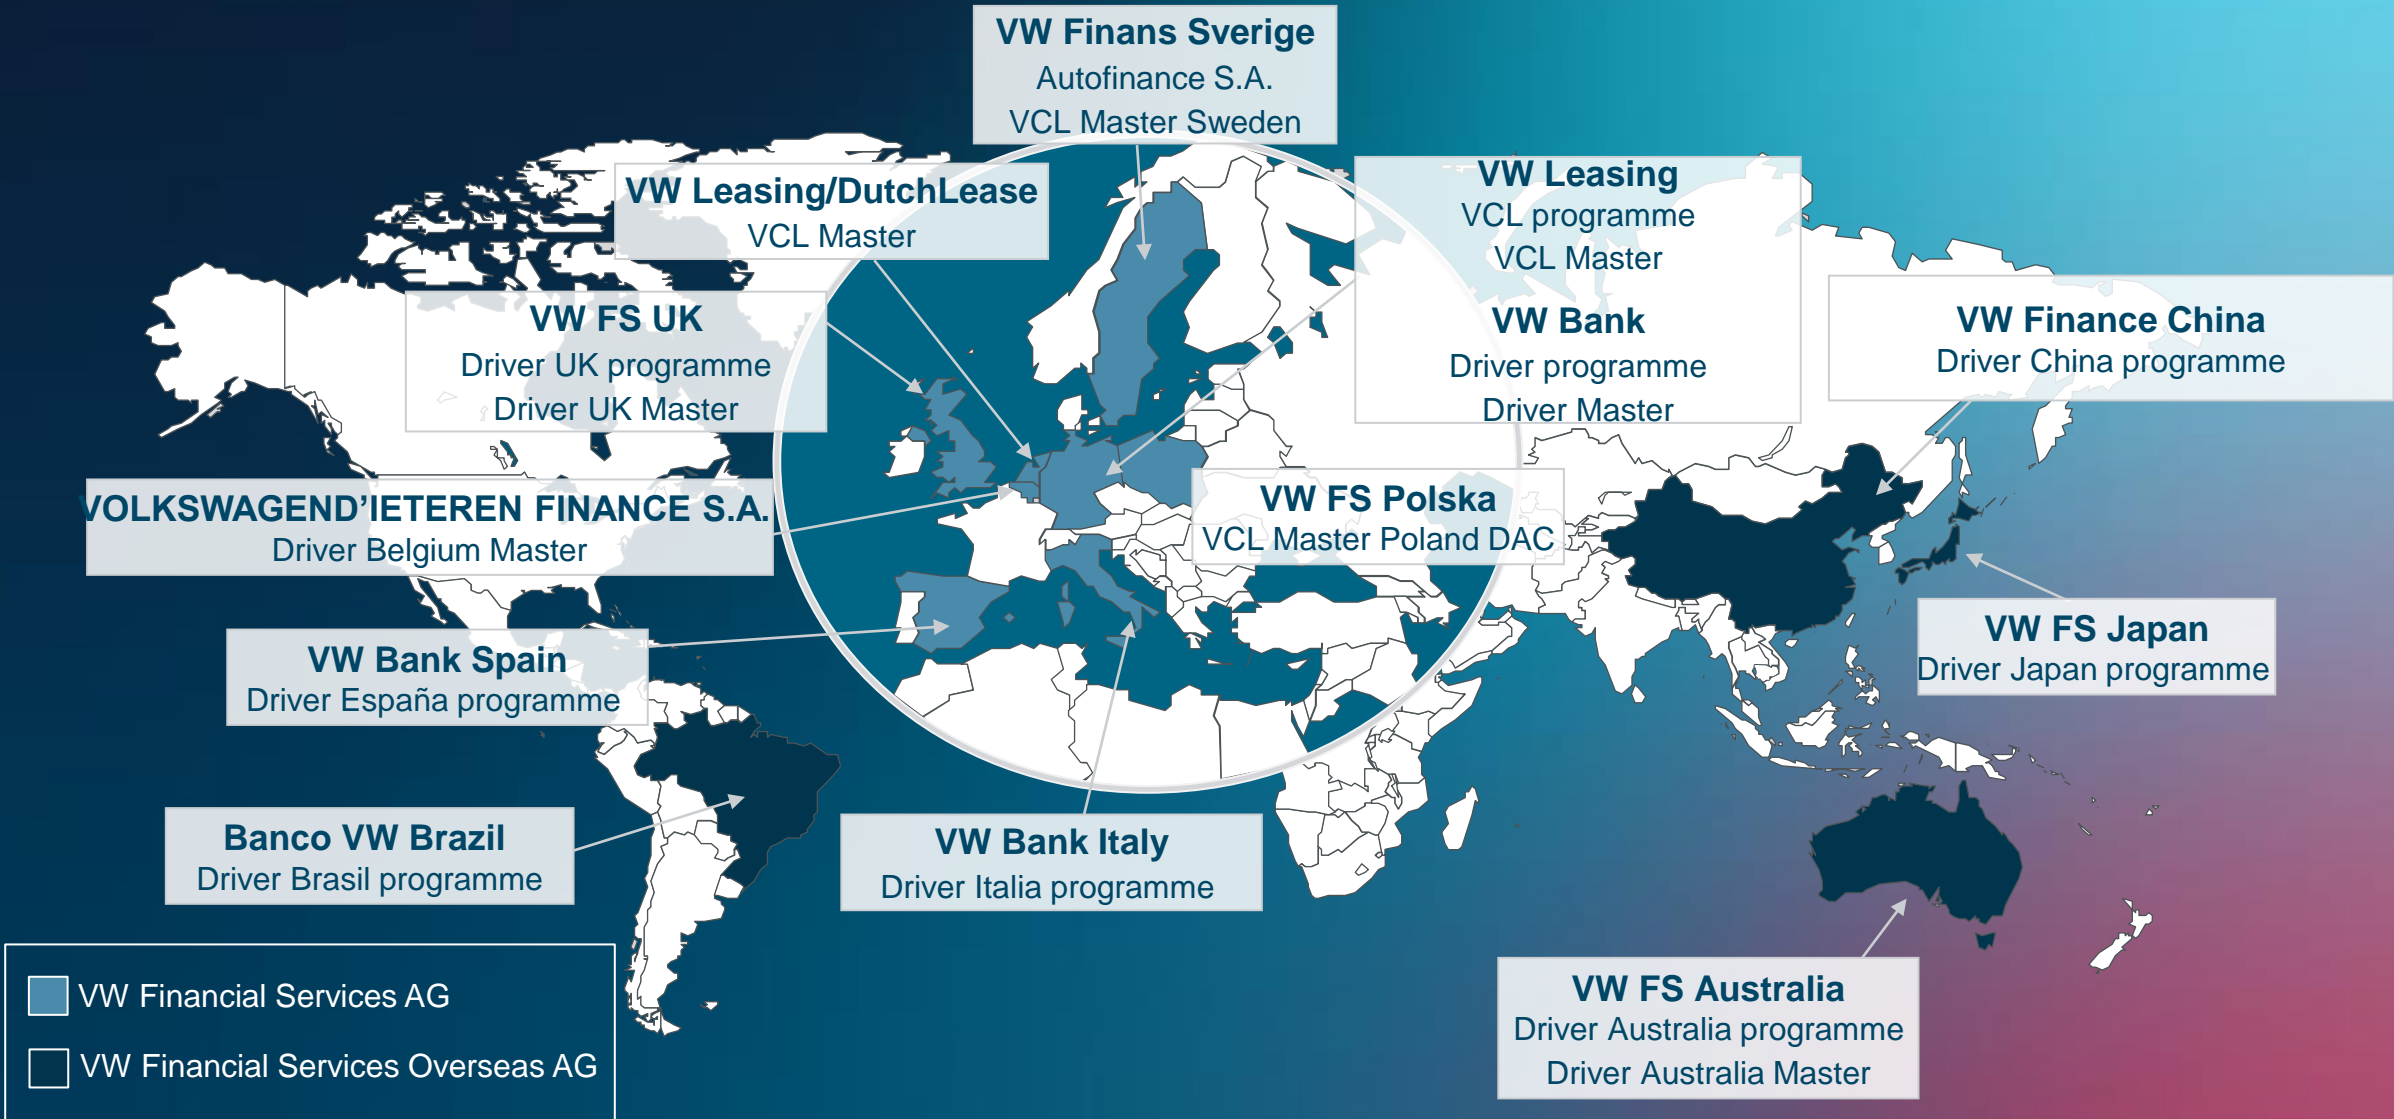 VW Finans Sverige
Autofinance S.A.
VCL Master Sweden
VW Leasing/DutchLease
VCL Master
VW Leasing
VCL programme
VCL Master
VW Bank
Driver programme
Driver Master
VW FS UK
Driver UK programme
Driver UK Master
VW Finance China
Driver China programme
VOLKSWAGEND’IETEREN FINANCE S.A.
Driver Belgium Master
VW FS Polska
VCL Master Poland DAC
VW FS Japan
Driver Japan programme
VW Bank Spain
Driver España programme
Banco VW Brazil
Driver Brasil programme
VW Bank Italy
Driver Italia programme
VW FS Australia
Driver Australia programme
Driver Australia Master
VW Financial Services AG
VW Financial Services Overseas AG